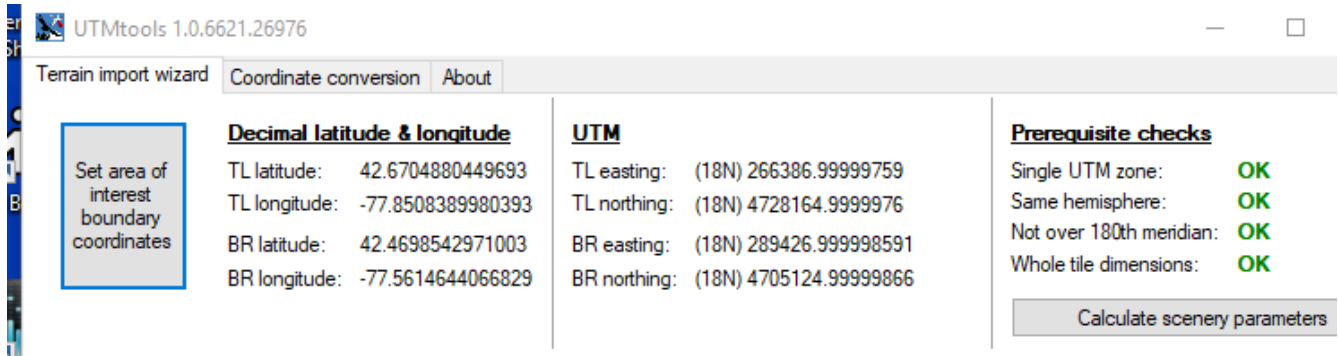 UTMtools 1.0.6621.26976
Terrain import wizard Coordinate conversion About
Set area of
interest
boundary
coordinates
Decimal latitude & longitude
TL latitude: 42.6704880449693
TL longitude: -77.8508389980393
BR latitude: 42.4698542971003
BR longitude: -77.5614644066829
UTM
TL easting: (18N) 266386.99999759
TL northing: (18N) 4728164.9999976
BR easting: (18N) 289426.999998591
BR northing: (18N) 4705124.99999866
Prerequisite checks
Single UTM zone: OK
Same hemisphere: OK
Not over 180th meridian: OK
Whole tile dimensions: OK
Calculate scenery parameters